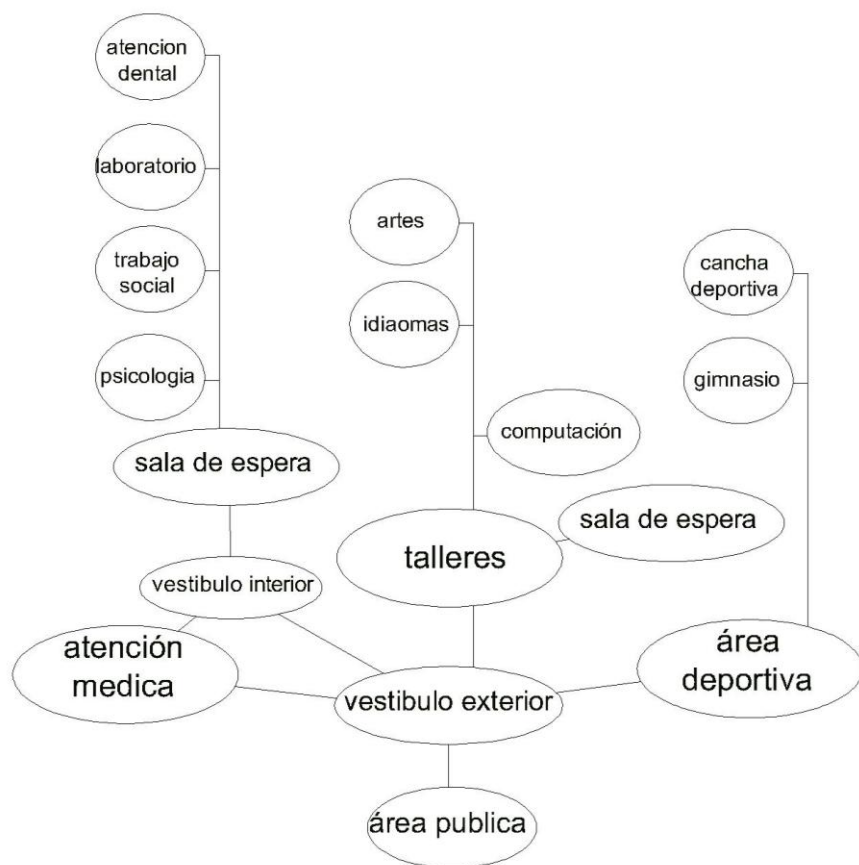 atencion
dental
laboratorio
trabajo
social
psicologia
sala de espera
vestibulo interior
atención
medica
artes
idiaomas
computación
talleres
sala de espera
cancha
deportiva
gimnasio
área
deportiva
vestibulo exterior
área publica